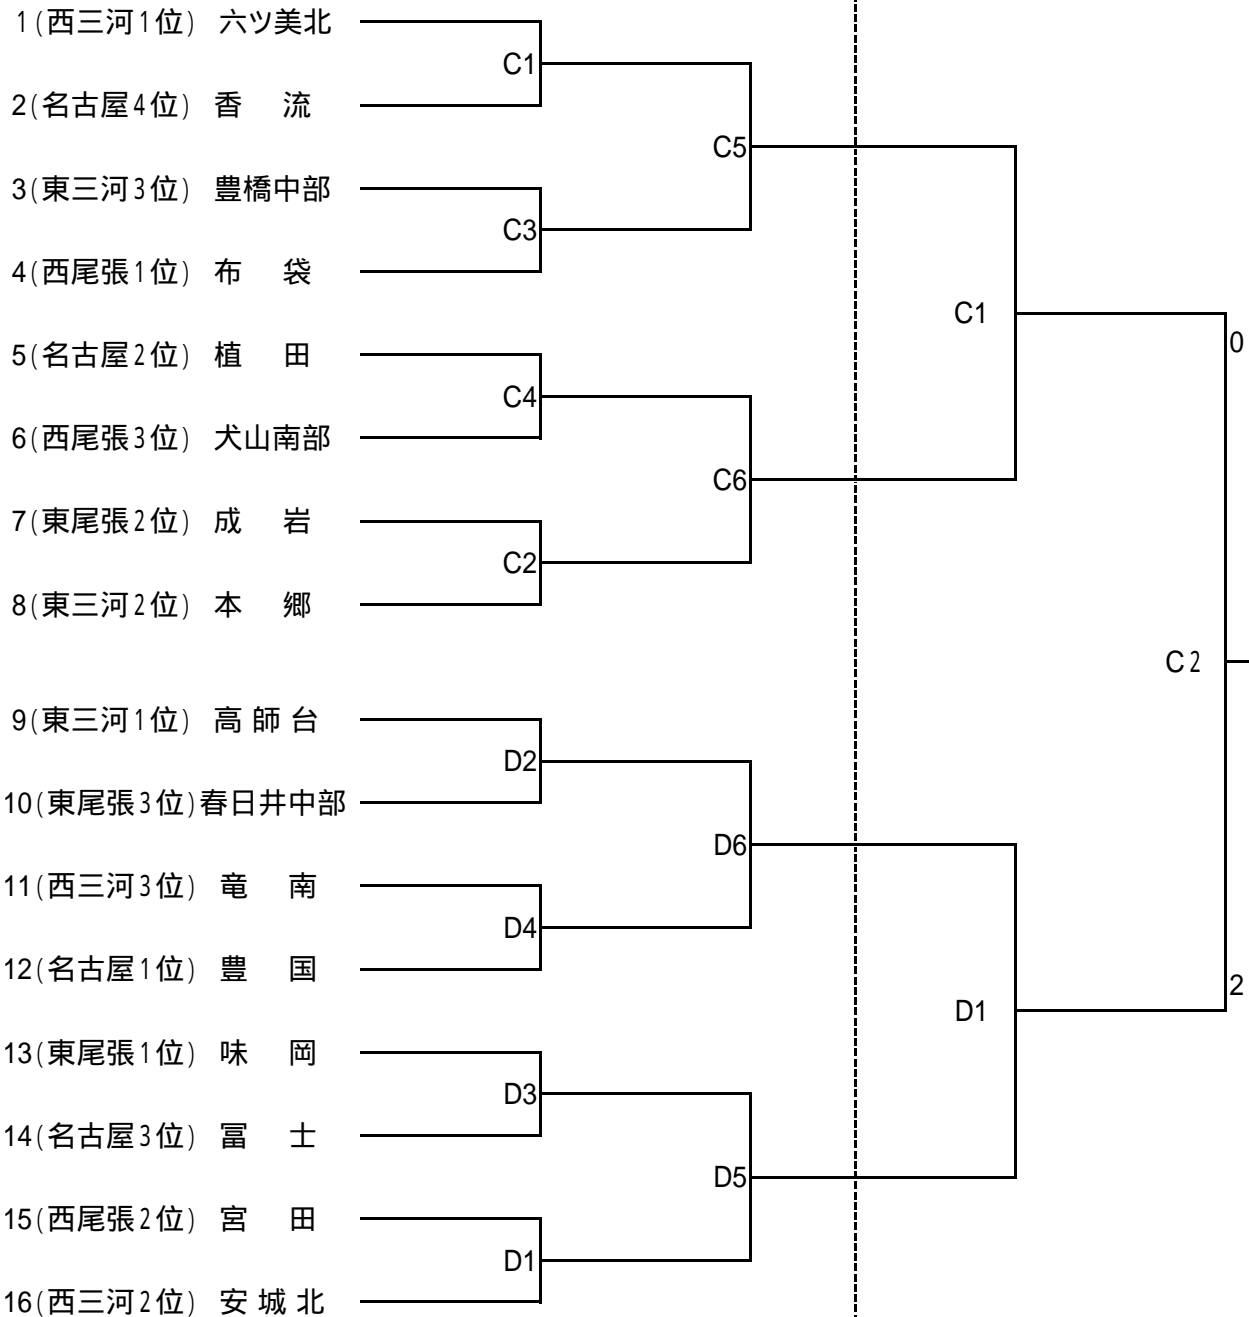 1(西三河1位) 六ツ美北
C1
2(名古屋4位) 香 流
C5
3(東三河3位) 豊橋中部
C3
4(西尾張1位) 布 袋
C1
0
5(名古屋2位) 植 田
C4
6(西尾張3位) 犬山南部
C6
7(東尾張2位) 成 岩
C2
8(東三河2位) 本 郷
C2
9(東三河1位) 高師台
D2
10(東尾張3位) 春日井中部
D6
11(西三河3位) 竜 南
D4
12(名古屋1位) 豊 国
2
D1
13(東尾張1位) 味 岡
D3
14(名古屋3位) 冨 士
D5
15(西尾張2位) 宮 田
D1
16(西三河2位) 安城北